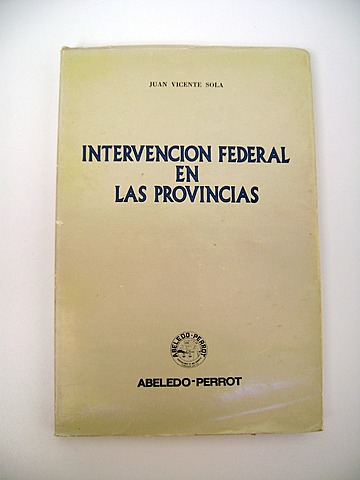 JUAN VICENTE SOLA
INTERVENCION FEDERAL
EN
LAS PROVINCIAS
ABELEDO-PERROT
ABELEDO-PERROT